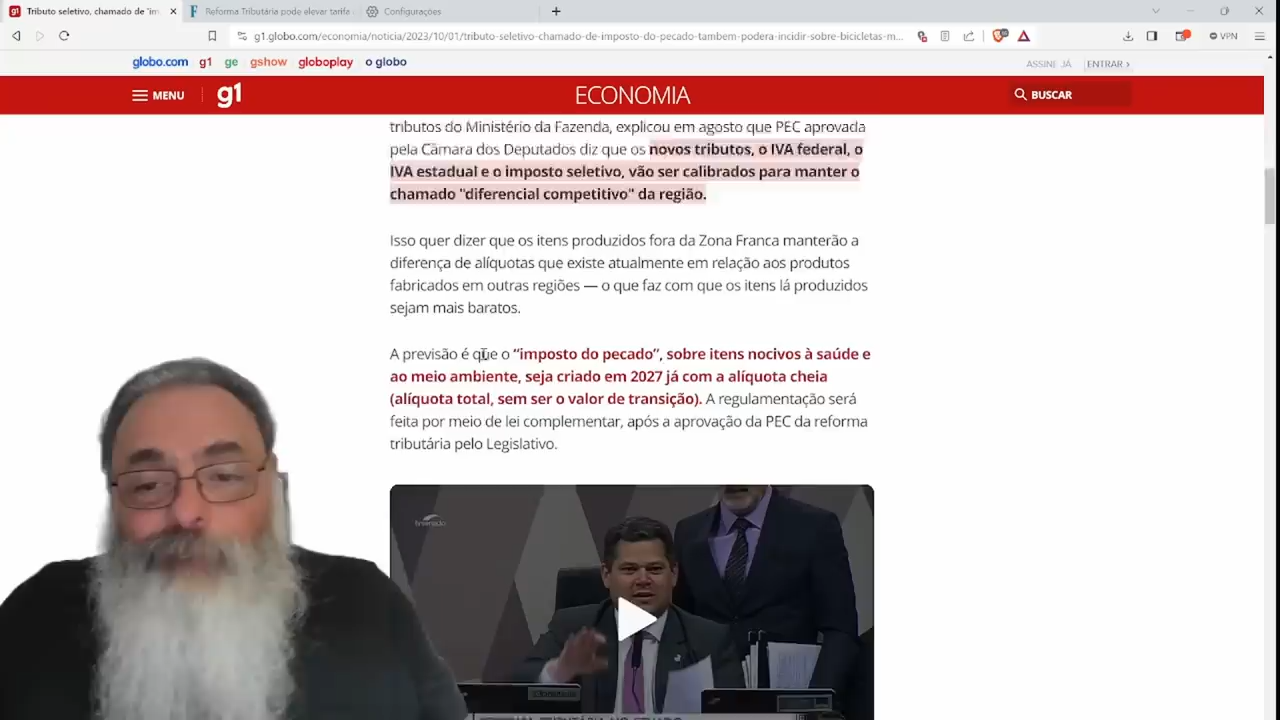 Tributo seletivo, chamado de "im
Reforma Tributária pode elevar tarifa
Configurações
g1.globo.com/economia/noticia/2023/10/01/tributo-seletivo-chamado-de-imposto-do-pecado-tambem-podera-incidir-sobre-bicicletas-m...
VPN
globo.com g1 ge gshow globoplay o globo
ASSINE JÁ ENTRAR ›
MENU g1 ECONOMIA BUSCAR
tributos do Ministério da Fazenda, explicou em agosto que PEC aprovada
pela Câmara dos Deputados diz que os novos tributos, o IVA federal, o
IVA estadual e o imposto seletivo, vão ser calibrados para manter o
chamado "diferencial competitivo" da região.
Isso quer dizer que os itens produzidos fora da Zona Franca manterão a
diferença de alíquotas que existe atualmente em relação aos produtos
fabricados em outras regiões — o que faz com que os itens lá produzidos
sejam mais baratos.
A previsão é que o “imposto do pecado”, sobre itens nocivos à saúde e
ao meio ambiente, seja criado em 2027 já com a alíquota cheia
(alíquota total, sem ser o valor de transição). A regulamentação será
feita por meio de lei complementar, após a aprovação da PEC da reforma
tributária pelo Legislativo.